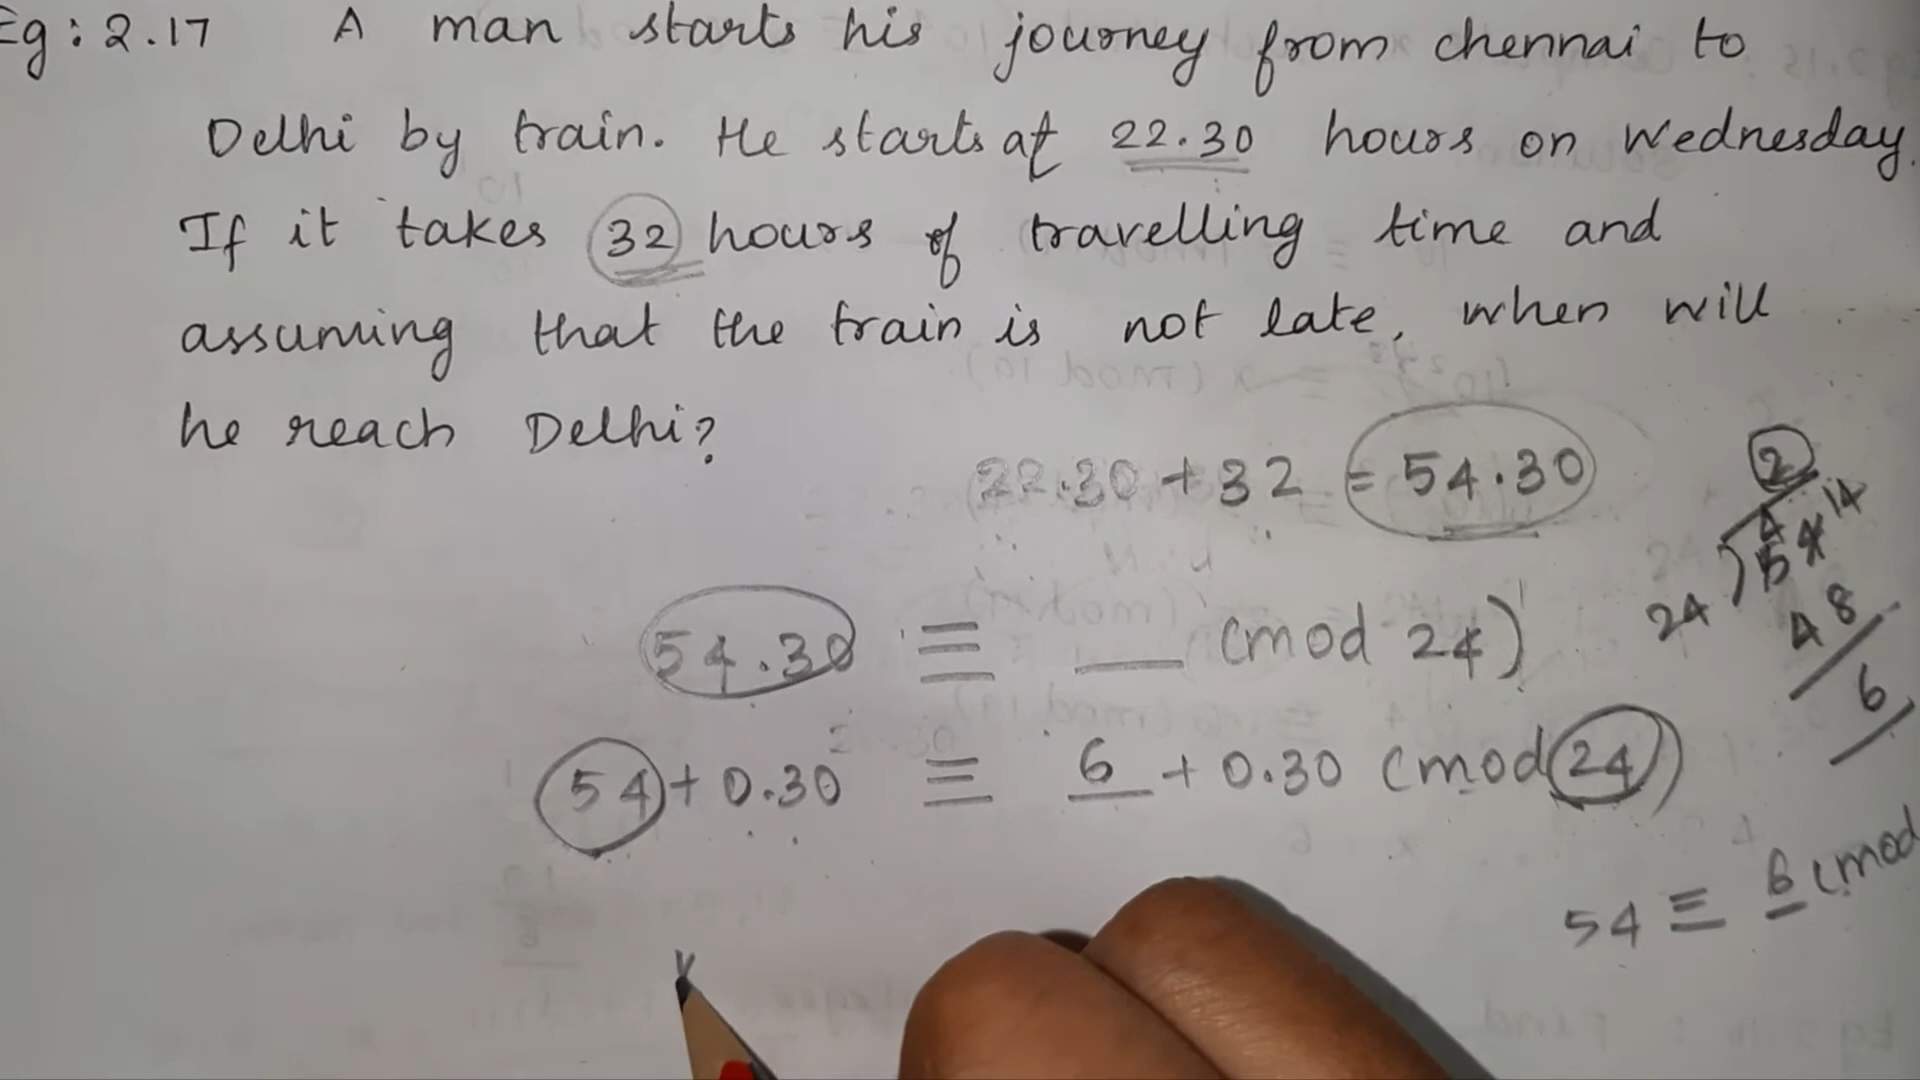 Eg: 2.17 A man starts his journey from chennai to
Delhi by train. He starts at 22.30 hours on Wednesday.
If it takes 32 hours of travelling time and
assuming that the train is not late, when will
he reach Delhi?
22.30 + 32 = 54.30
2
4 14
24 ) 54
48
6
54.30 ≡ __ (mod 24)
54 + 0.30 ≡ 6 + 0.30 (mod 24)
54 ≡ 6 (mod